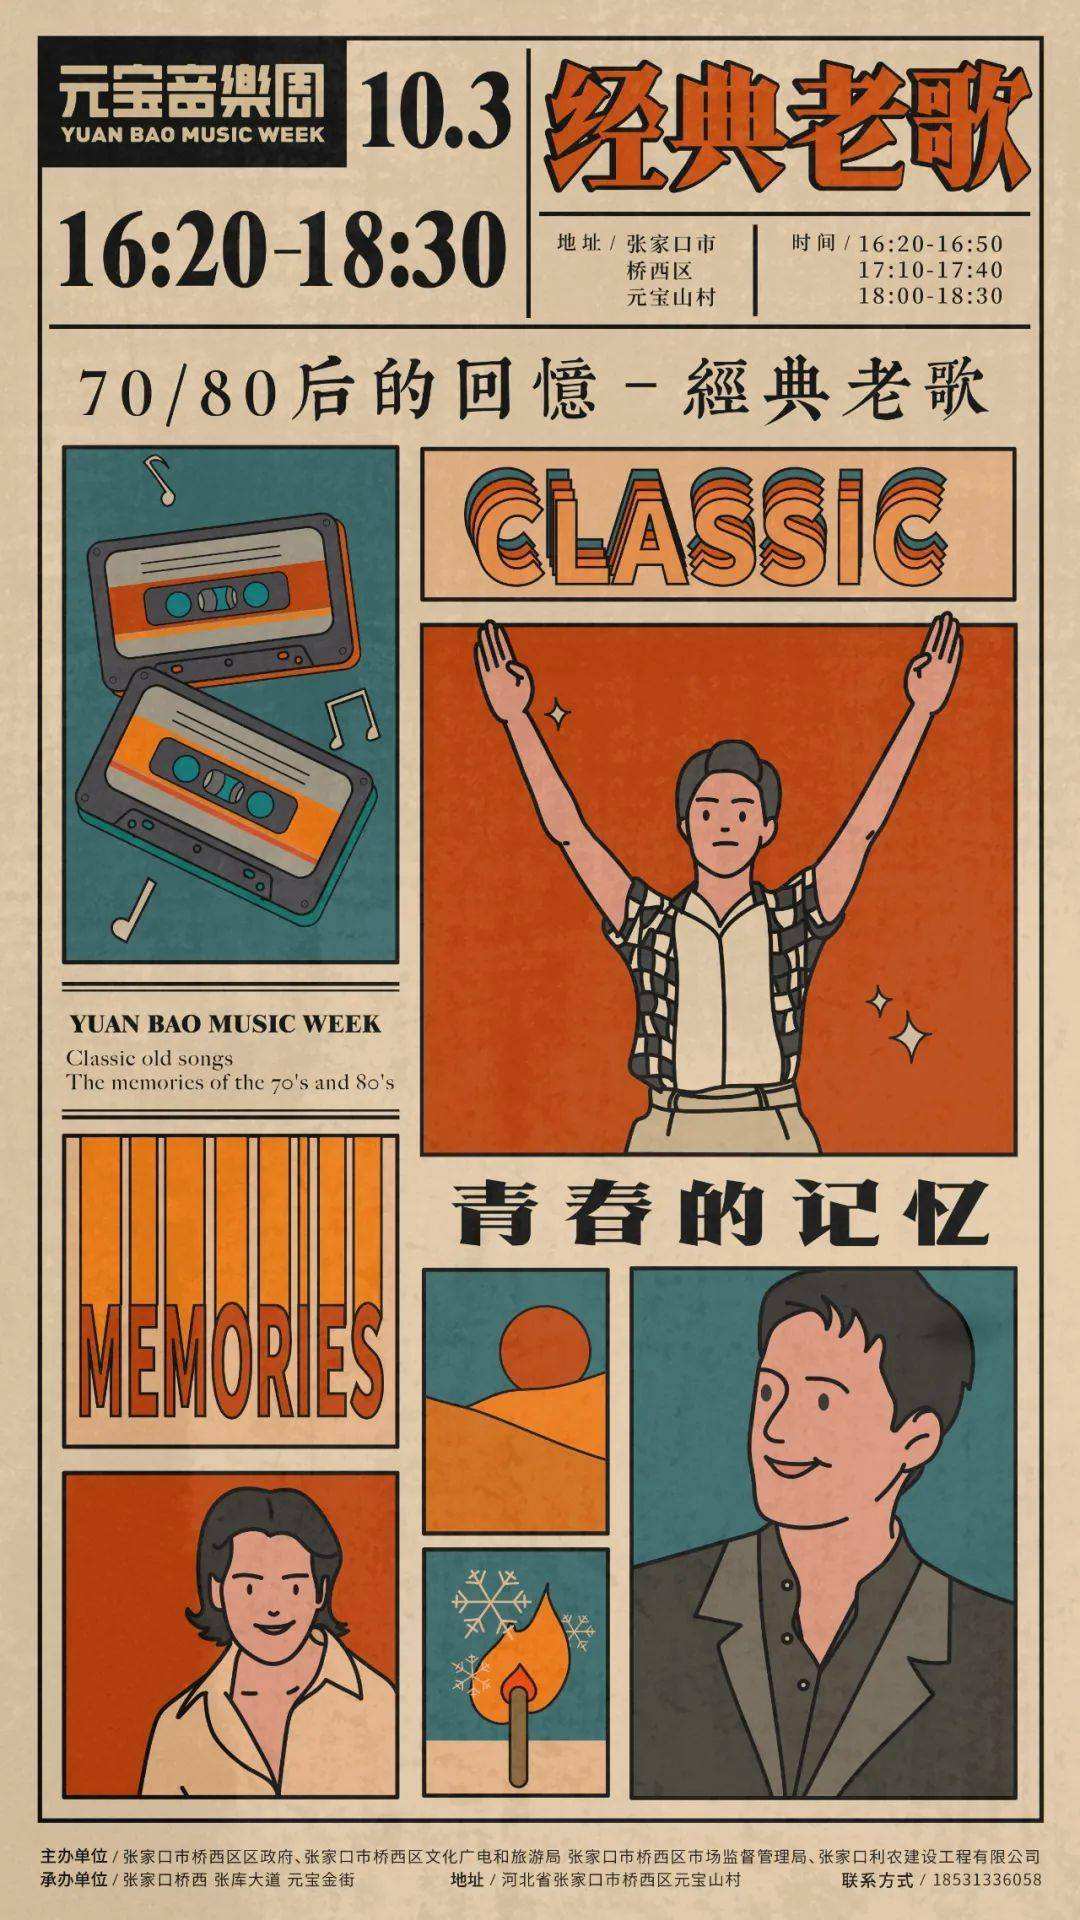 元宝音樂周
YUAN BAO MUSIC WEEK
10.3
16:20-18:30
经典老歌
地址/张家口市
桥西区
元宝山村
时间/16:20-16:50
17:10-17:40
18:00-18:30
70/80后的回憶-經典老歌
CLASSIC
YUAN BAO MUSIC WEEK
Classic old songs
The memories of the 70's and 80's
MEMORIES
青春的记忆
主办单位/张家口市桥西区区政府、张家口市桥西区文化广电和旅游局 张家口市桥西区市场监督管理局、张家口利农建设工程有限公司
承办单位/张家口桥西 张库大道 元宝金街 地址/河北省张家口市桥西区元宝山村 联系方式/18531336058